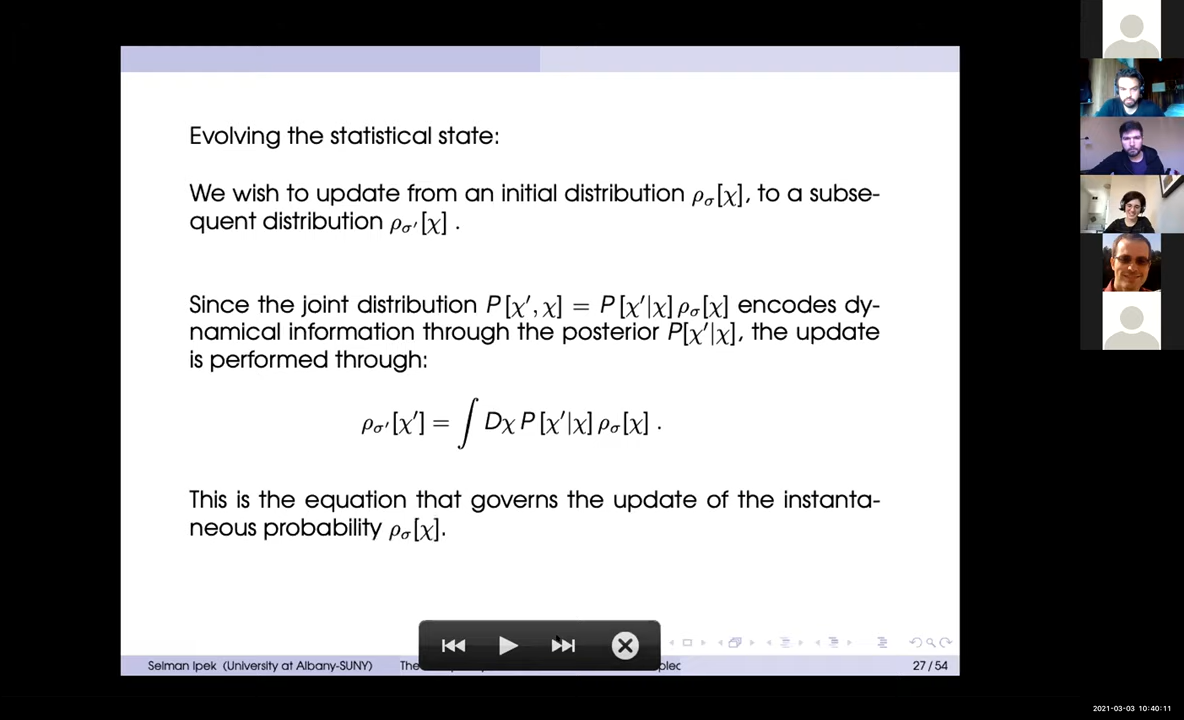 Evolving the statistical state:
We wish to update from an initial distribution ρσ[χ], to a subse-
quent distribution ρσ′[χ] .
Since the joint distribution P[χ′, χ] = P[χ′|χ] ρσ[χ] encodes dy-
namical information through the posterior P[χ′|χ], the update
is performed through:
ρσ′[χ′] = ∫ Dχ P[χ′|χ] ρσ[χ] .
This is the equation that governs the update of the instanta-
neous probability ρσ[χ].
Selman Ipek (University at Albany-SUNY) The
27 / 54
2021-03-03 10:40:11